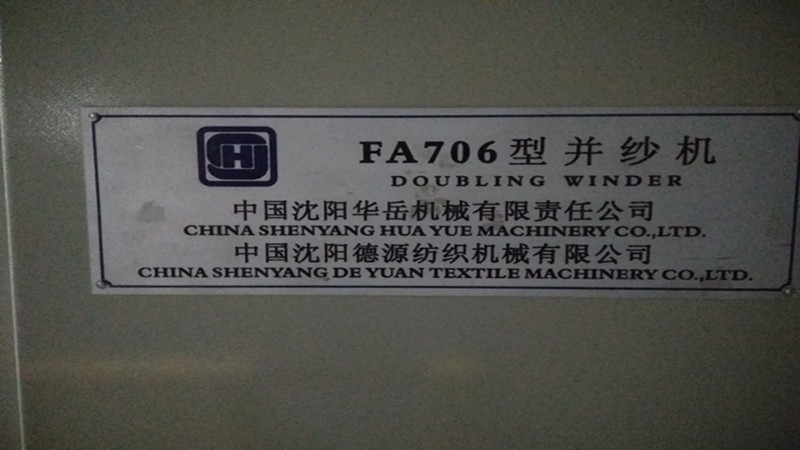 FA706型并纱机
DOUBLING WINDER
中国沈阳华岳机械有限责任公司
CHINA SHENYANG HUA YUE MACHINERY CO.,LTD.
中国沈阳德源纺织机械有限公司
CHINA SHENYANG DE YUAN TEXTILE MACHINERY CO.,LTD.